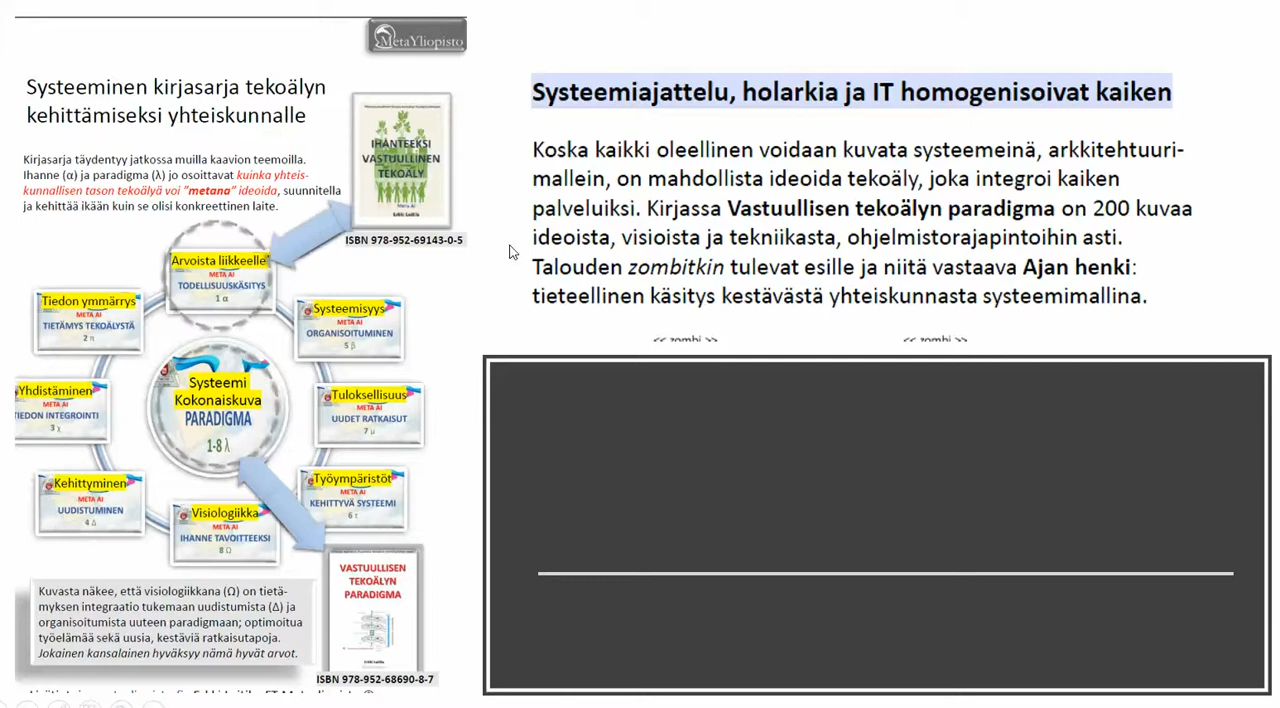 MetaYliopisto
Systeeminen kirjasarja tekoälyn
kehittämiseksi yhteiskunnalle
Kirjasarja täydentyy jatkossa muilla kaavion teemoilla.
Ihanne (α) ja paradigma (λ) jo osoittavat kuinka yhteis-
kunnallisen tason tekoälyä voi "metana" ideoida, suunnitella
ja kehittää ikään kuin se olisi konkreettinen laite.
IHANTEEKSI
VASTUULLINEN
TEKOÄLY
META AI
ISBN 978-952-69143-0-5
"Arvoista liikkeelle"
META AI
TODELLISUUSKÄSITYS
1 α
Tiedon ymmärrys
META AI
TIETÄMYS TEKOÄLYSTÄ
2 π
Systeemisyys
META AI
ORGANISOITUMINEN
5 β
Yhdistäminen
META AI
TIEDON INTEGROINTI
3 χ
Systeemi
Kokonaiskuva
PARADIGMA
1-8 λ
Tuloksellisuus
META AI
UUDET RATKAISUT
7 μ
Kehittyminen
META AI
UUDISTUMINEN
4 Δ
Työympäristöt
META AI
KEHITTYVÄ SYSTEEMI
6 τ
Visiologiikka
META AI
IHANNE TAVOITTEEKSI
8 Ω
VASTUULLISEN
TEKOÄLYN
PARADIGMA
ISBN 978-952-68690-8-7
Kuvasta näkee, että visiologiikkana (Ω) on tietä-
myksen integraatio tukemaan uudistumista (Δ) ja
organisoitumista uuteen paradigmaan; optimoitua
työelämää sekä uusia, kestäviä ratkaisutapoja.
Jokainen kansalainen hyväksyy nämä hyvät arvot.
Systeemiajattelu, holarkia ja IT homogenisoivat kaiken
Koska kaikki oleellinen voidaan kuvata systeemeinä, arkkitehtuuri-
mallein, on mahdollista ideoida tekoäly, joka integroi kaiken
palveluiksi. Kirjassa Vastuullisen tekoälyn paradigma on 200 kuvaa
ideoista, visioista ja tekniikasta, ohjelmistorajapintoihin asti.
Talouden zombitkin tulevat esille ja niitä vastaava Ajan henki:
tieteellinen käsitys kestävästä yhteiskunnasta systeemimallina.
<< zombi >> << zombi >>